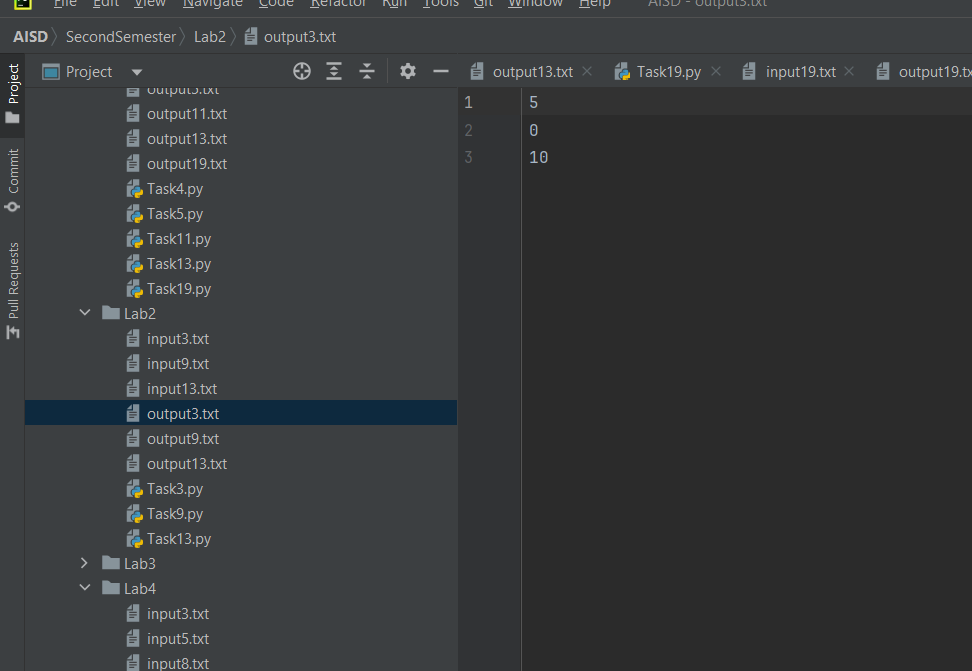 File Edit View Navigate Code Refactor Run Tools Git Window Help AISD - output3.txt
AISD SecondSemester Lab2 output3.txt
Project
Commit
Pull Requests
Project
output13.txt Task19.py input19.txt output19.tx
output5.txt
output11.txt
output13.txt
output19.txt
Task4.py
Task5.py
Task11.py
Task13.py
Task19.py
Lab2
input3.txt
input9.txt
input13.txt
output3.txt
output9.txt
output13.txt
Task3.py
Task9.py
Task13.py
Lab3
Lab4
input3.txt
input5.txt
input8.txt
1 5
2 0
3 10